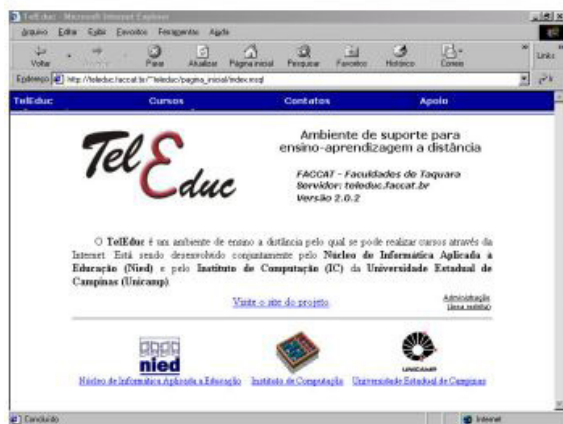 TelEduc - Microsoft Internet Explorer
Arquivo Editar Exibir Favoritos Ferramentas Ajuda
Voltar Parar Atualizar Página inicial Pesquisar Favoritos Histórico Correio Links
Endereço http://teleduc.faccat.br/~teleduc/pagina_inicial/index.msql Ir
TelEduc Cursos Contatos Apoio
TelEduc
Ambiente de suporte para
ensino-aprendizagem a distância
FACCAT - Faculdades de Taquara
Servidor: teleduc.faccat.br
Versão 2.0.2
O TelEduc é um ambiente de ensino a distância pelo qual se pode realizar cursos através da
Internet. Está sendo desenvolvido conjuntamente pelo Núcleo de Informática Aplicada à
Educação (Nied) e pelo Instituto de Computação (IC) da Universidade Estadual de
Campinas (Unicamp).
Visite o site do projeto.
Administração
(área restrita)
nied
UNICAMP
Núcleo de Informática Aplicada a Educação Instituto de Computação Universidade Estadual de Campinas
Concluído Internet